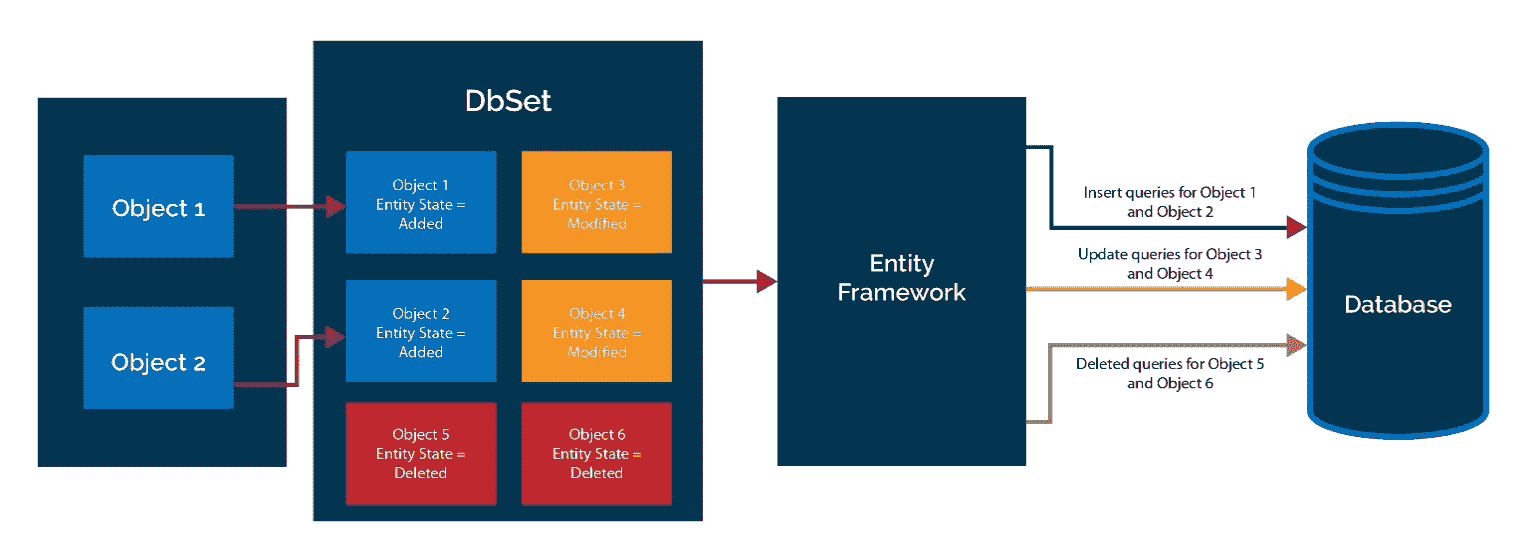 Object 1
Object 2
DbSet
Object 1
Entity State =
Added
Object 3
Entity State =
Modified
Object 2
Entity State =
Added
Object 4
Entity State =
Modified
Object 5
Entity State =
Deleted
Object 6
Entity State =
Deleted
Entity
Framework
Insert queries for Object 1
and Object 2
Update queries for Object 3
and Object 4
Deleted queries for Object 5
and Object 6
Database